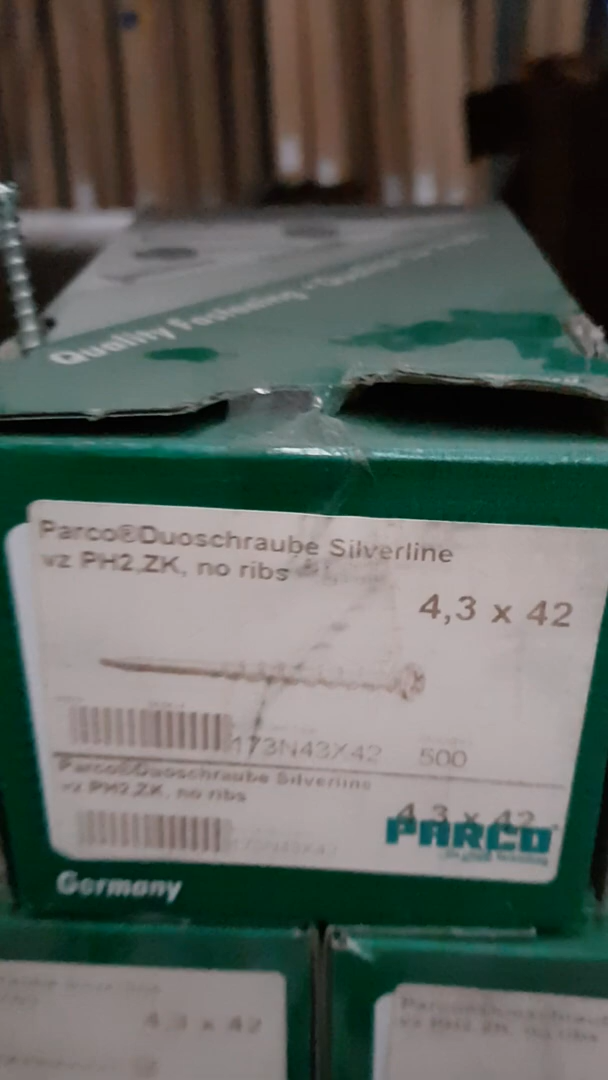 Quality Fastening
Parco®Duoschraube Silverline
vz PH2,ZK, no ribs
4,3 x 42
173N43X42 500
Parco®Duoschraube Silverline
vz PH2,ZK, no ribs
4,3 x 42
PARCO
Germany
4,3 x 42